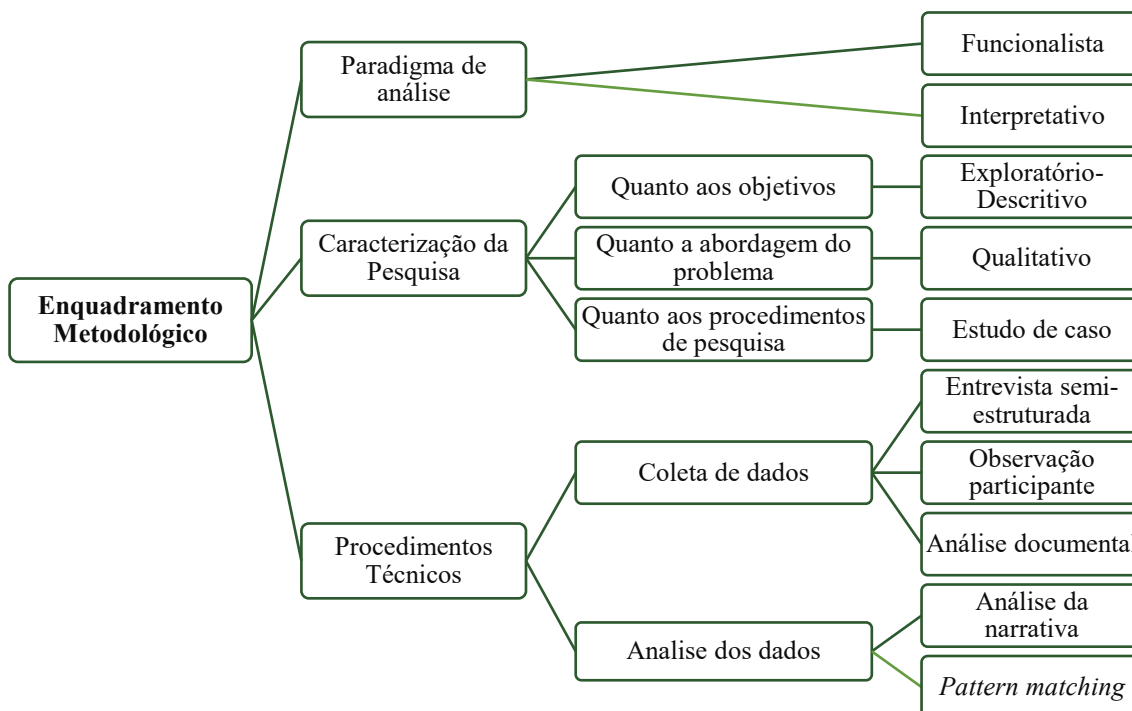 Enquadramento
Metodológico
Paradigma de
análise
Funcionalista
Interpretativo
Caracterização da
Pesquisa
Quanto aos objetivos
Exploratório-
Descritivo
Quanto a abordagem do
problema
Qualitativo
Quanto aos procedimentos
de pesquisa
Estudo de caso
Procedimentos
Técnicos
Coleta de dados
Entrevista semi-
estruturada
Observação
participante
Análise documental
Analise dos dados
Análise da
narrativa
Pattern matching